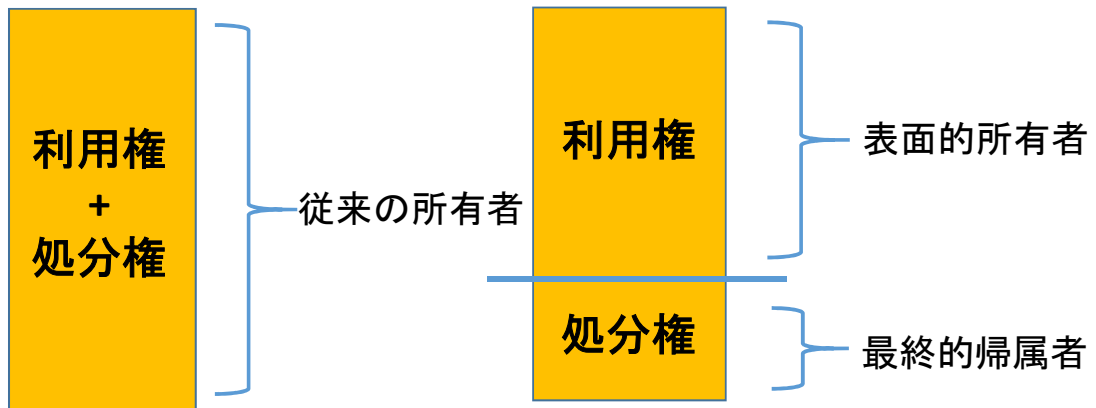 利用権
+
処分権
従来の所有者
利用権
表面的所有者
処分権
最終的帰属者